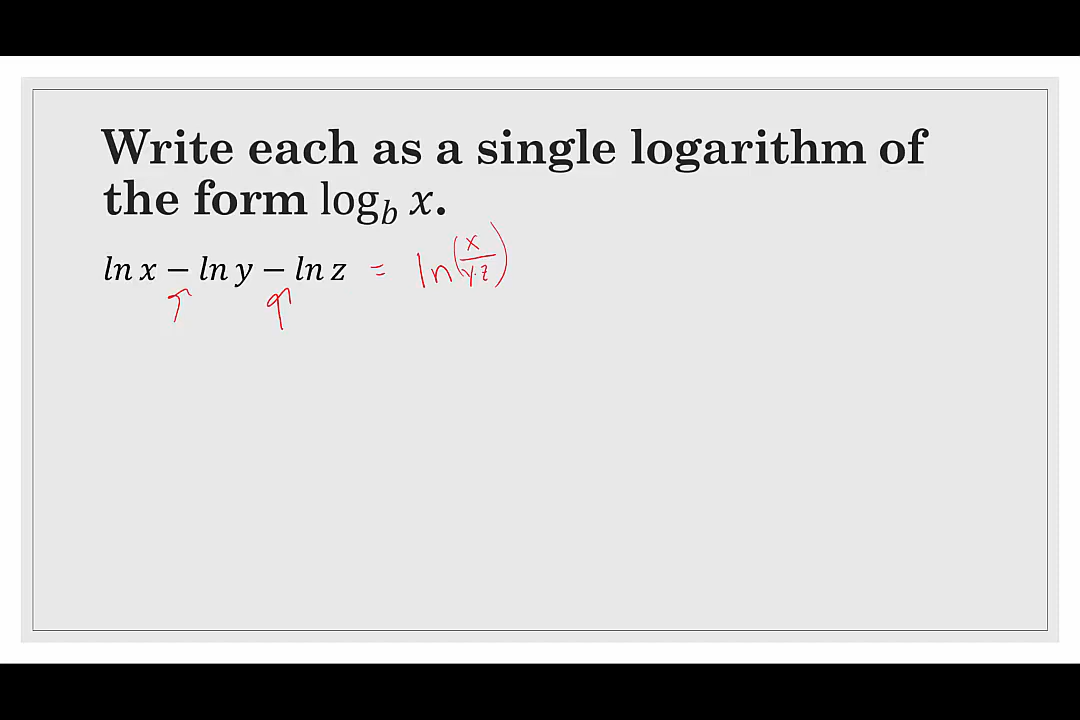 Write each as a single logarithm of
the form log_b x.
ln x − ln y − ln z = ln(x/(y·z))